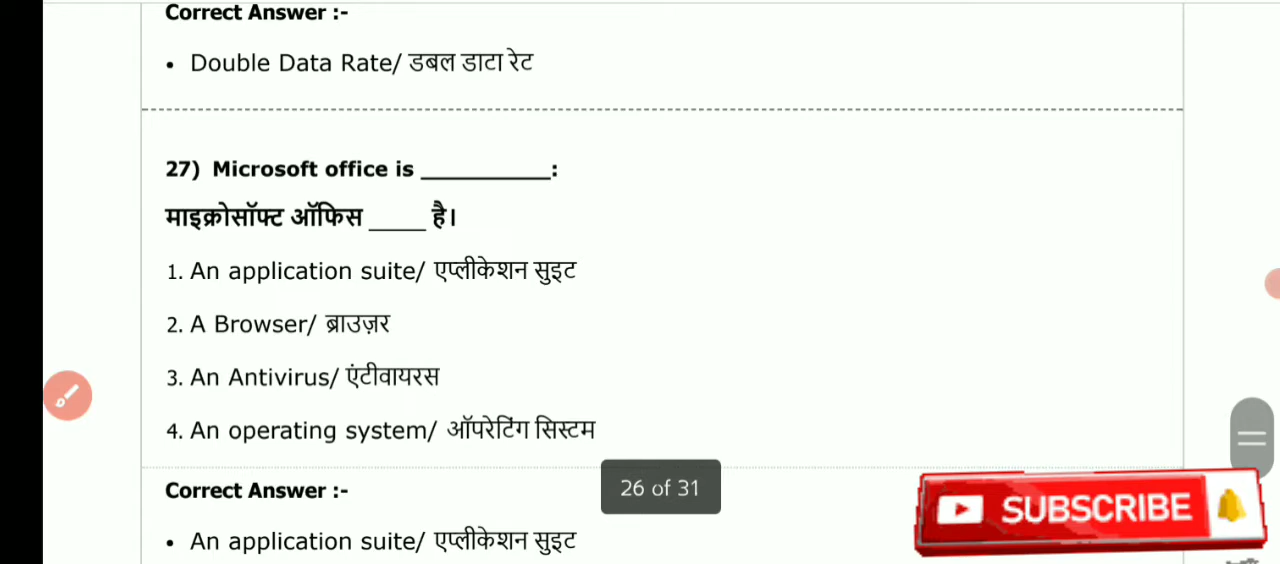 Correct Answer :-
• Double Data Rate/ डबल डाटा रेट
27) Microsoft office is __________:
माइक्रोसॉफ्ट ऑफिस _____ है।
1. An application suite/ एप्लीकेशन सुइट
2. A Browser/ ब्राउज़र
3. An Antivirus/ एंटीवायरस
4. An operating system/ ऑपरेटिंग सिस्टम
Correct Answer :-
26 of 31
SUBSCRIBE
• An application suite/ एप्लीकेशन सुइट